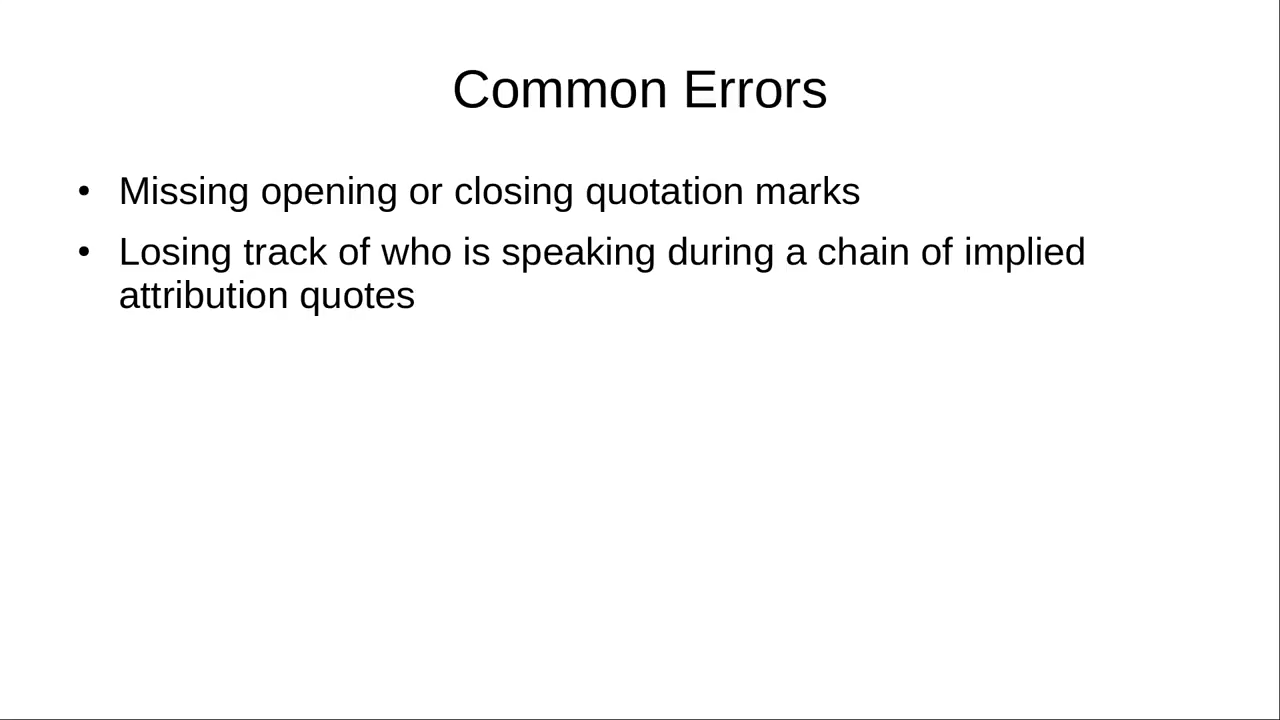 Common Errors
• Missing opening or closing quotation marks
• Losing track of who is speaking during a chain of implied
attribution quotes